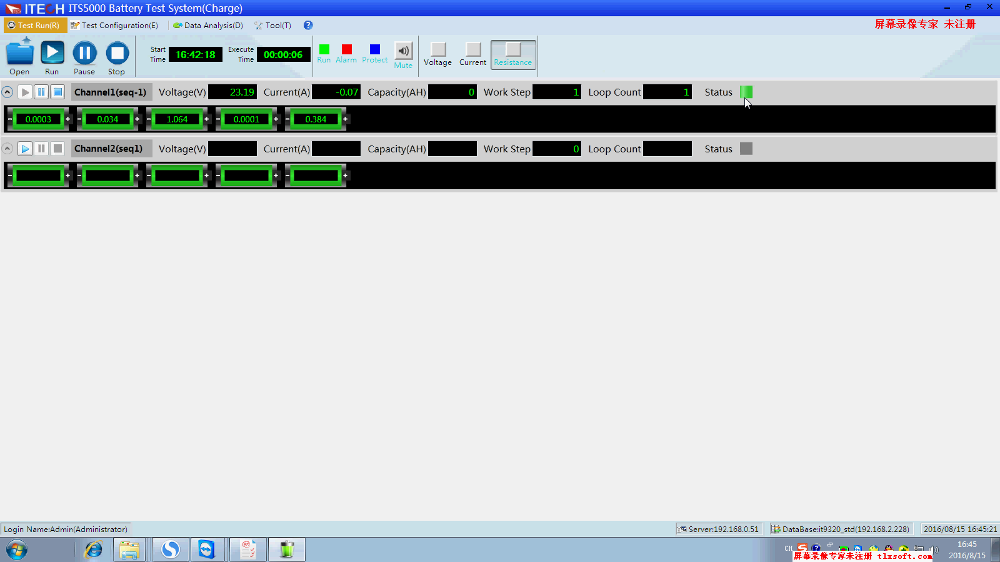 ITECH ITS5000 Battery Test System(Charge)
Test Run(R) Test Configuration(E) Data Analysis(D) Tool(T) ?
屏幕录像专家 未注册
Open Run Pause Stop
Start Time 16:42:18 Execute Time 00:00:06
Run Alarm Protect Mute
Voltage Current Resistance
Channel1(seq-1) Voltage(V) 23.19 Current(A) -0.07 Capacity(AH) 0 Work Step 1 Loop Count 1 Status
- 0.0003 + - 0.034 + - 1.064 + - 0.0001 + - 0.384 +
Channel2(seq1) Voltage(V) Current(A) Capacity(AH) Work Step 0 Loop Count Status
- + - + - + - + - +
Login Name:Admin(Administrator) Server:192.168.0.51 DataBase:it9320_std(192.168.2.228) 2016/08/15 16:45:21
CH 16:45
屏幕录像专家未注册 tlxsoft.com 2016/8/15